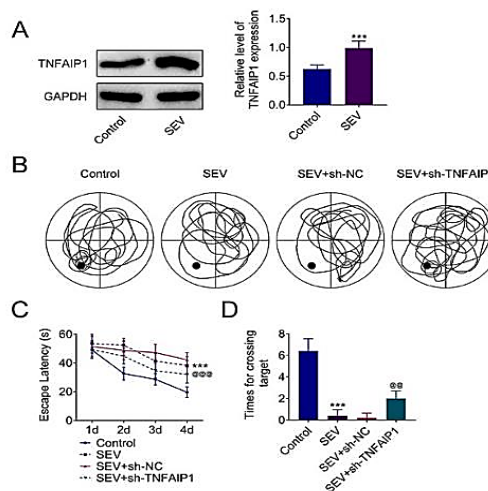 A
TNFAIP1
GAPDH
Control
SEV
Relative level of
TNFAIP1 expression
1.5
1.0
0.5
0.0
***
Control
SEV
B
Control
SEV
SEV+sh-NC
SEV+sh-TNFAIP
C
Escape Latency (s)
60
40
20
0
***
@@@
1d 2d 3d 4d
Control
SEV
SEV+sh-NC
SEV+sh-TNFAIP1
D
Times for crossing
target
8
6
4
2
0
***
@@
Control
SEV
SEV+sh-NC
SEV+sh-TNFAIP1